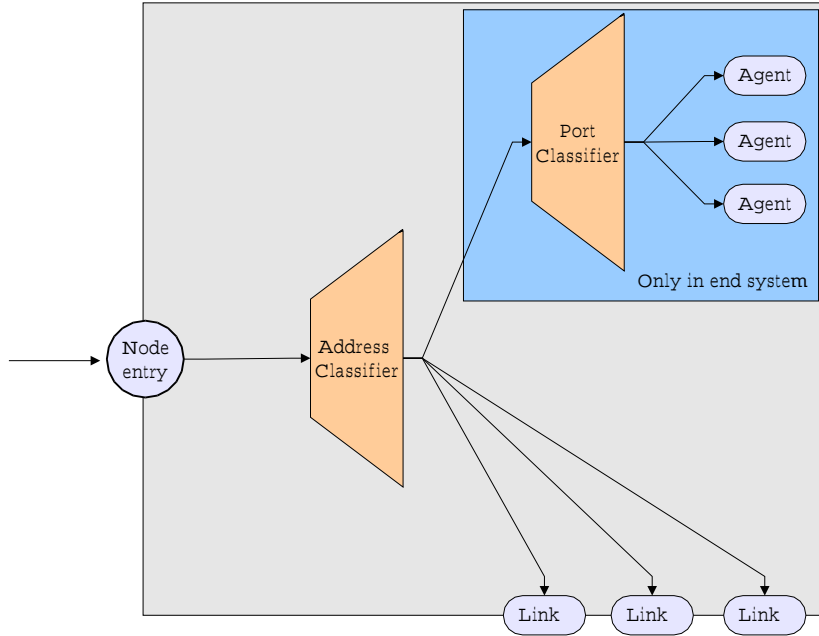 Agent
Port
Classifier
Agent
Agent
Only in end system
Node
entry
Address
Classifier
Link
Link
Link